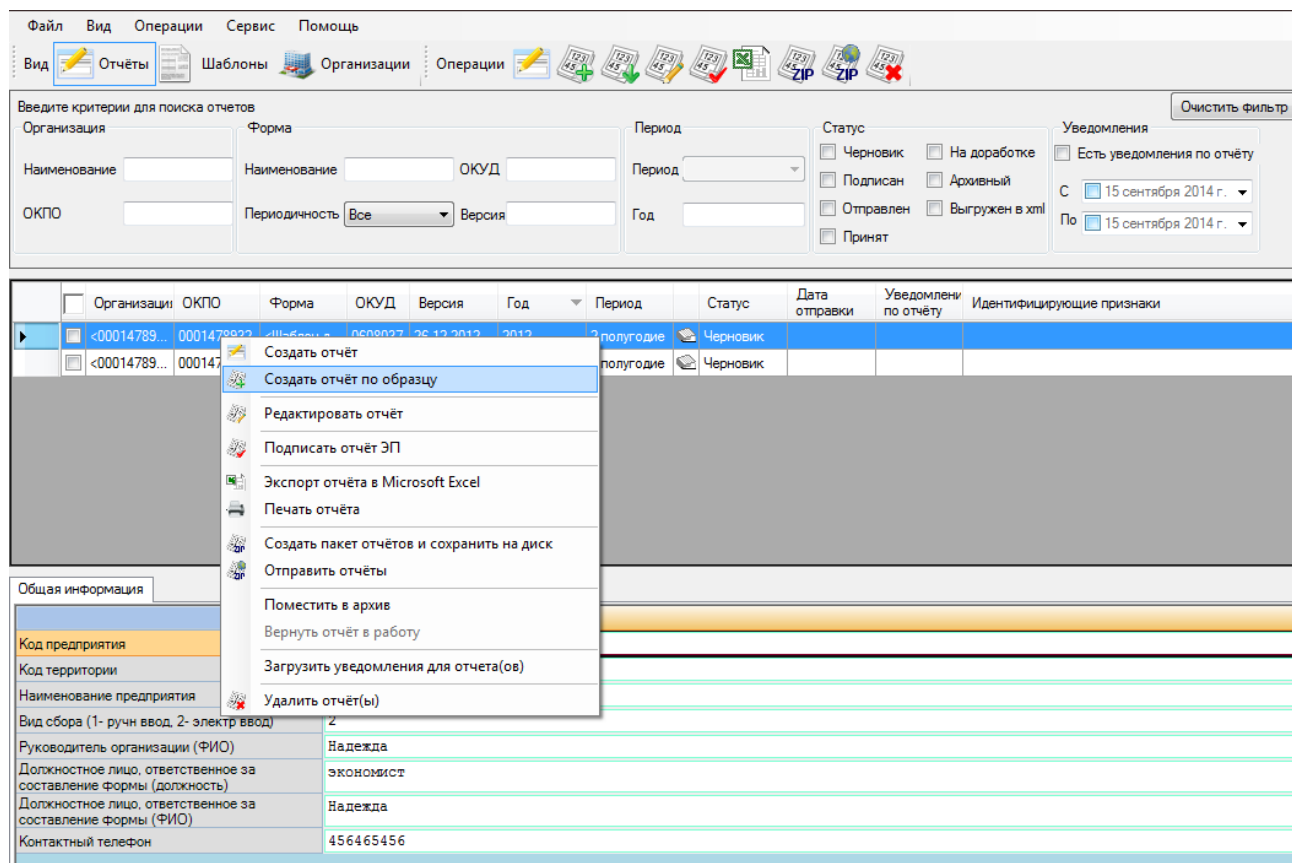 Файл Вид Операции Сервис Помощь
Вид Отчёты Шаблоны Организации Операции
Введите критерии для поиска отчетов Очистить фильтр
Организация Форма Период Статус Уведомления
Черновик На доработке Есть уведомления по отчёту
Наименование Наименование ОКУД Период
Подписан Архивный С 15 сентября 2014 г.
ОКПО Периодичность Все Версия Год Отправлен Выгружен в xml
По 15 сентября 2014 г.
Принят
Организация ОКПО Форма ОКУД Версия Год Период Статус Дата отправки Уведомлени по отчёту Идентифицирующие признаки
<00014789... 0001478932 <Шаблон 0608037 26.12.2012 2012 2 полугодие Черновик
<00014789... 00014 полугодие Черновик
Создать отчёт
Создать отчёт по образцу
Редактировать отчёт
Подписать отчёт ЭП
Экспорт отчёта в Microsoft Excel
Печать отчёта
Создать пакет отчётов и сохранить на диск
Отправить отчёты
Поместить в архив
Вернуть отчёт в работу
Загрузить уведомления для отчета(ов)
Удалить отчёт(ы)
Общая информация
Код предприятия
Код территории
Наименование предприятия
Вид сбора (1- ручн ввод, 2- электр ввод) 2
Руководитель организации (ФИО) Надежда
Должностное лицо, ответственное за
составление формы (должность) экономист
Должностное лицо, ответственное за
составление формы (ФИО) Надежда
Контактный телефон 456465456